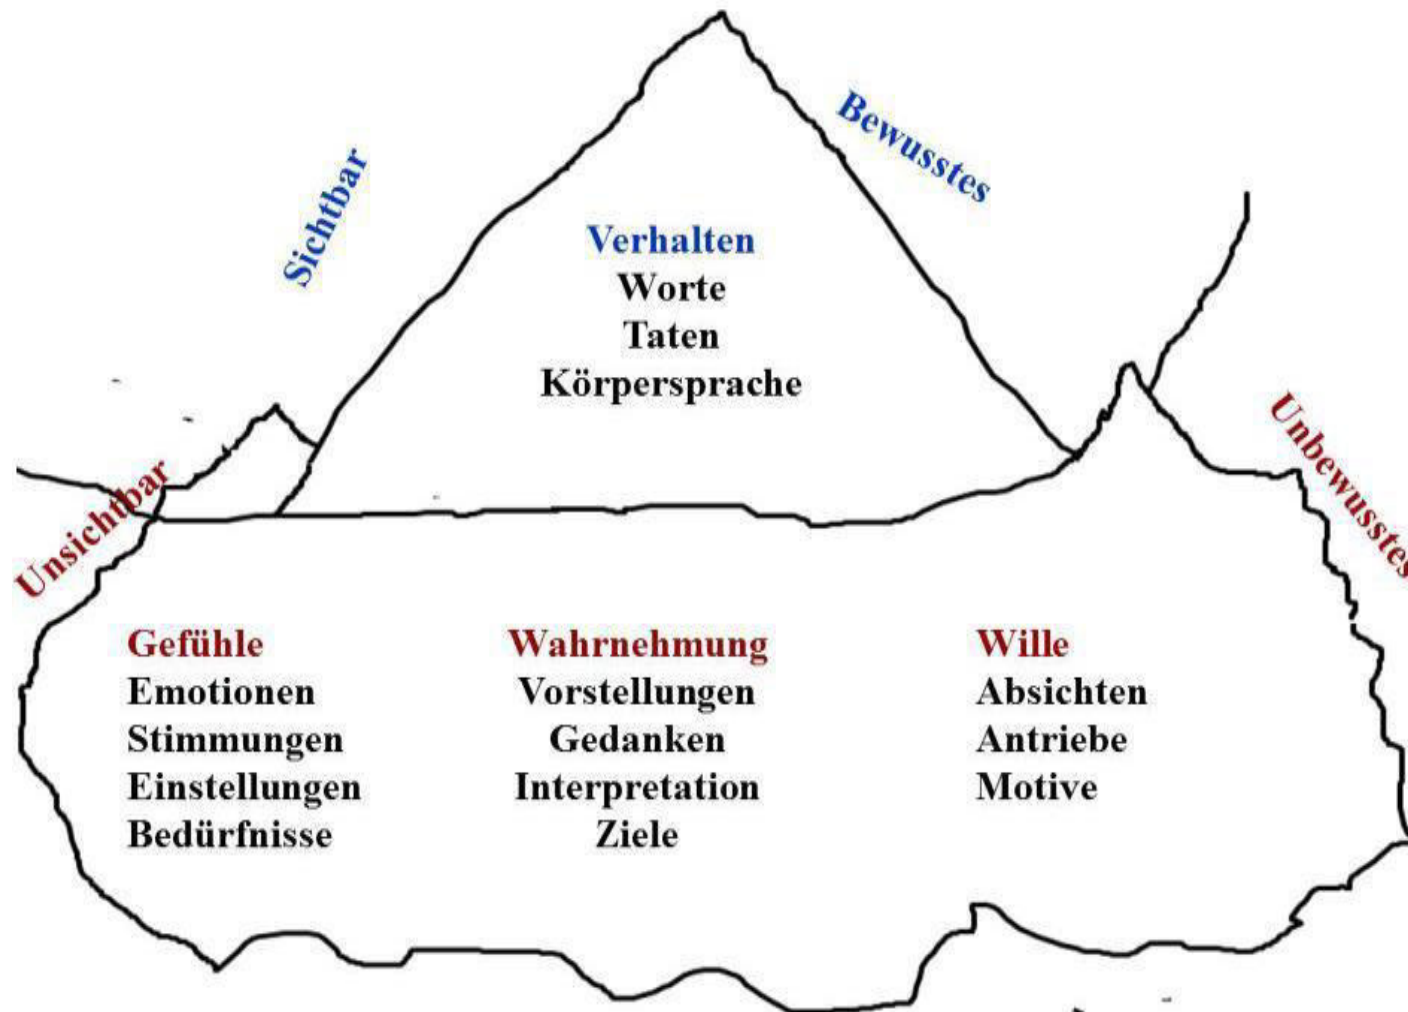 Sichtbar
Bewusstes
Verhalten
Worte
Taten
Körpersprache
Unsichtbar
Unbewusstes
Gefühle
Emotionen
Stimmungen
Einstellungen
Bedürfnisse
Wahrnehmung
Vorstellungen
Gedanken
Interpretation
Ziele
Wille
Absichten
Antriebe
Motive